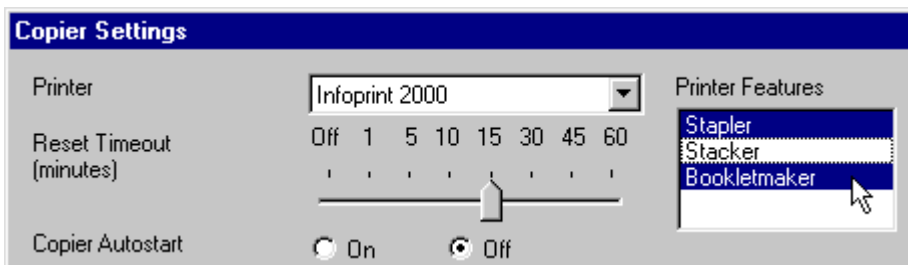 Copier Settings
Printer
Infoprint 2000
Printer Features
Stapler
Stacker
Bookletmaker
Reset Timeout
(minutes)
Off 1 5 10 15 30 45 60
Copier Autostart
On Off